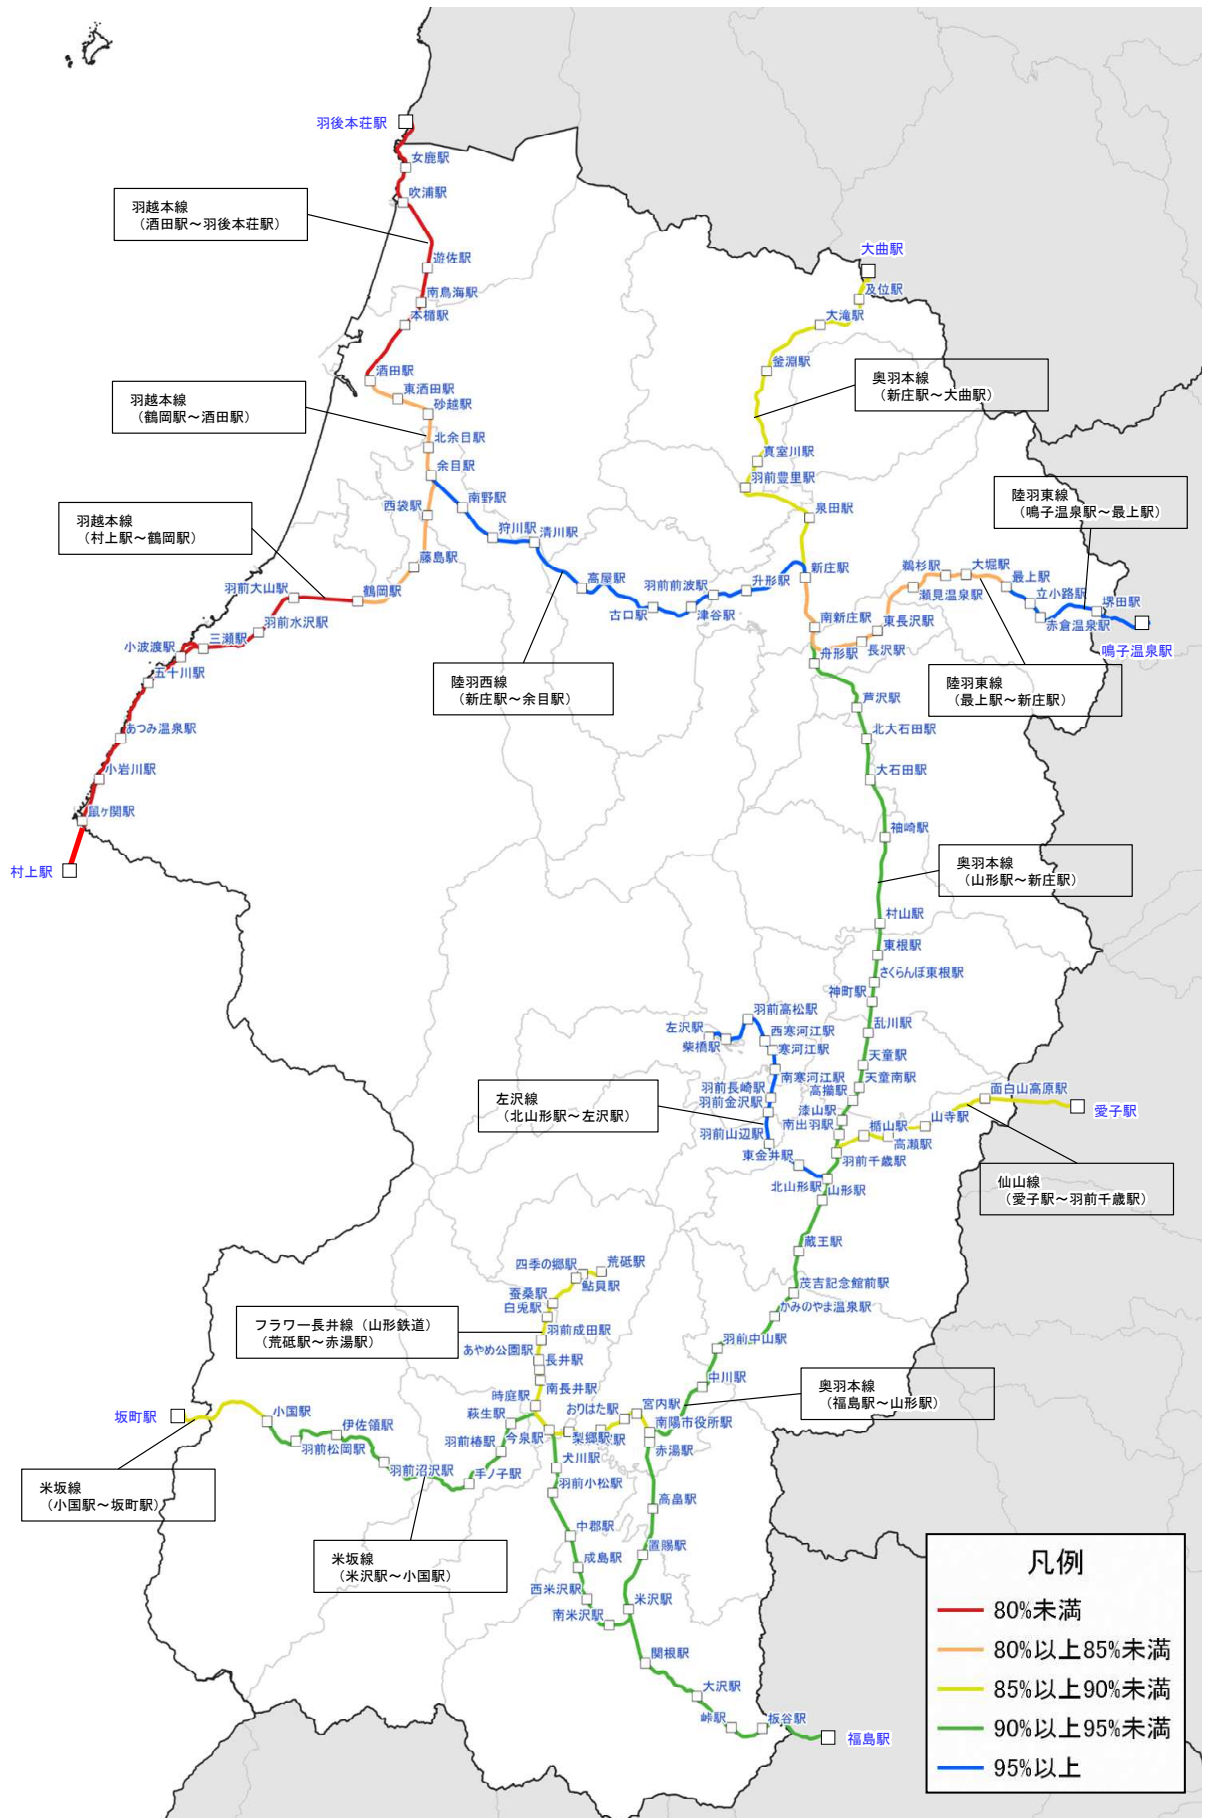 羽後本荘駅
女鹿駅
吹浦駅
羽越本線
（酒田駅～羽後本荘駅）
遊佐駅
南鳥海駅
本楯駅
大曲駅
及位駅
大滝駅
釜淵駅
奥羽本線
（新庄駅～大曲駅）
酒田駅
東酒田駅
砂越駅
羽越本線
（鶴岡駅～酒田駅）
北余目駅
余目駅
真室川駅
羽前豊里駅
泉田駅
南野駅
西袋駅
狩川駅
清川駅
陸羽東線
（鳴子温泉駅～最上駅）
羽越本線
（村上駅～鶴岡駅）
藤島駅
高屋駅
羽前前波駅
升形駅
新庄駅
鵜杉駅
大堀駅
最上駅
瀬見温泉駅
立小路駅
堺田駅
羽前大山駅
鶴岡駅
古口駅
津谷駅
南新庄駅
東長沢駅
赤倉温泉駅
羽前水沢駅
三瀬駅
小波渡駅
五十川駅
舟形駅
長沢駅
鳴子温泉駅
陸羽西線
（新庄駅～余目駅）
陸羽東線
（最上駅～新庄駅）
芦沢駅
あつみ温泉駅
北大石田駅
小岩川駅
大石田駅
鼠ヶ関駅
袖崎駅
村上駅
奥羽本線
（山形駅～新庄駅）
村山駅
東根駅
さくらんぼ東根駅
神町駅
羽前高松駅
左沢駅
柴橋駅
西寒河江駅
寒河江駅
乱川駅
天童駅
南寒河江駅
天童南駅
羽前長崎駅
高擶駅
羽前金沢駅
左沢線
（北山形駅～左沢駅）
漆山駅
南出羽駅
面白山高原駅
愛子駅
山寺駅
楯山駅
高瀬駅
羽前山辺駅
東金井駅
羽前千歳駅
北山形駅
山形駅
仙山線
（愛子駅～羽前千歳駅）
蔵王駅
四季の郷駅
荒砥駅
鮎貝駅
蚕桑駅
白兎駅
茂吉記念館前駅
かみのやま温泉駅
フラワー長井線（山形鉄道）
（荒砥駅～赤湯駅）
羽前成田駅
あやめ公園駅
長井駅
羽前中山駅
南長井駅
中川駅
奥羽本線
（福島駅～山形駅）
時庭駅
おりはた駅
宮内駅
坂町駅
小国駅
伊佐領駅
萩生駅
今泉駅
梨郷駅
南陽市役所駅
羽前松岡駅
羽前椿駅
赤湯駅
羽前沼沢駅
手ノ子駅
犬川駅
羽前小松駅
米坂線
（小国駅～坂町駅）
高畠駅
中郡駅
置賜駅
米坂線
（米沢駅～小国駅）
成島駅
西米沢駅
南米沢駅
米沢駅
関根駅
大沢駅
峠駅
板谷駅
福島駅
凡例
80%未満
80%以上85%未満
85%以上90%未満
90%以上95%未満
95%以上